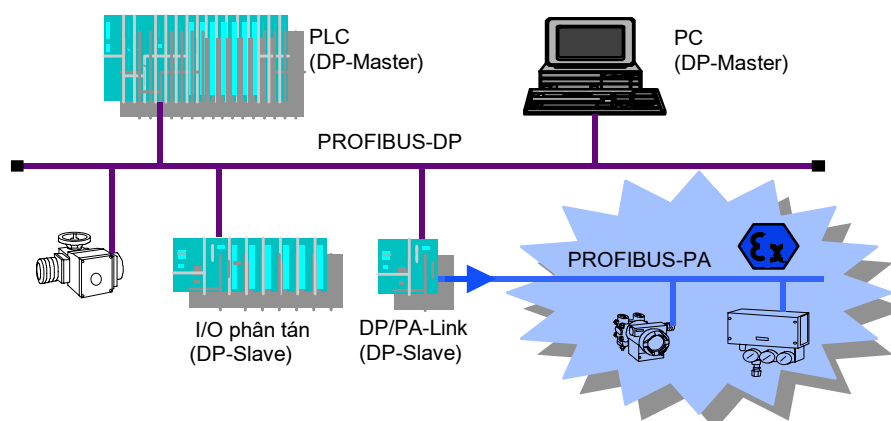 PLC
(DP-Master)
PC
(DP-Master)
PROFIBUS-DP
PROFIBUS-PA
εx
I/O phân tán
(DP-Slave)
DP/PA-Link
(DP-Slave)